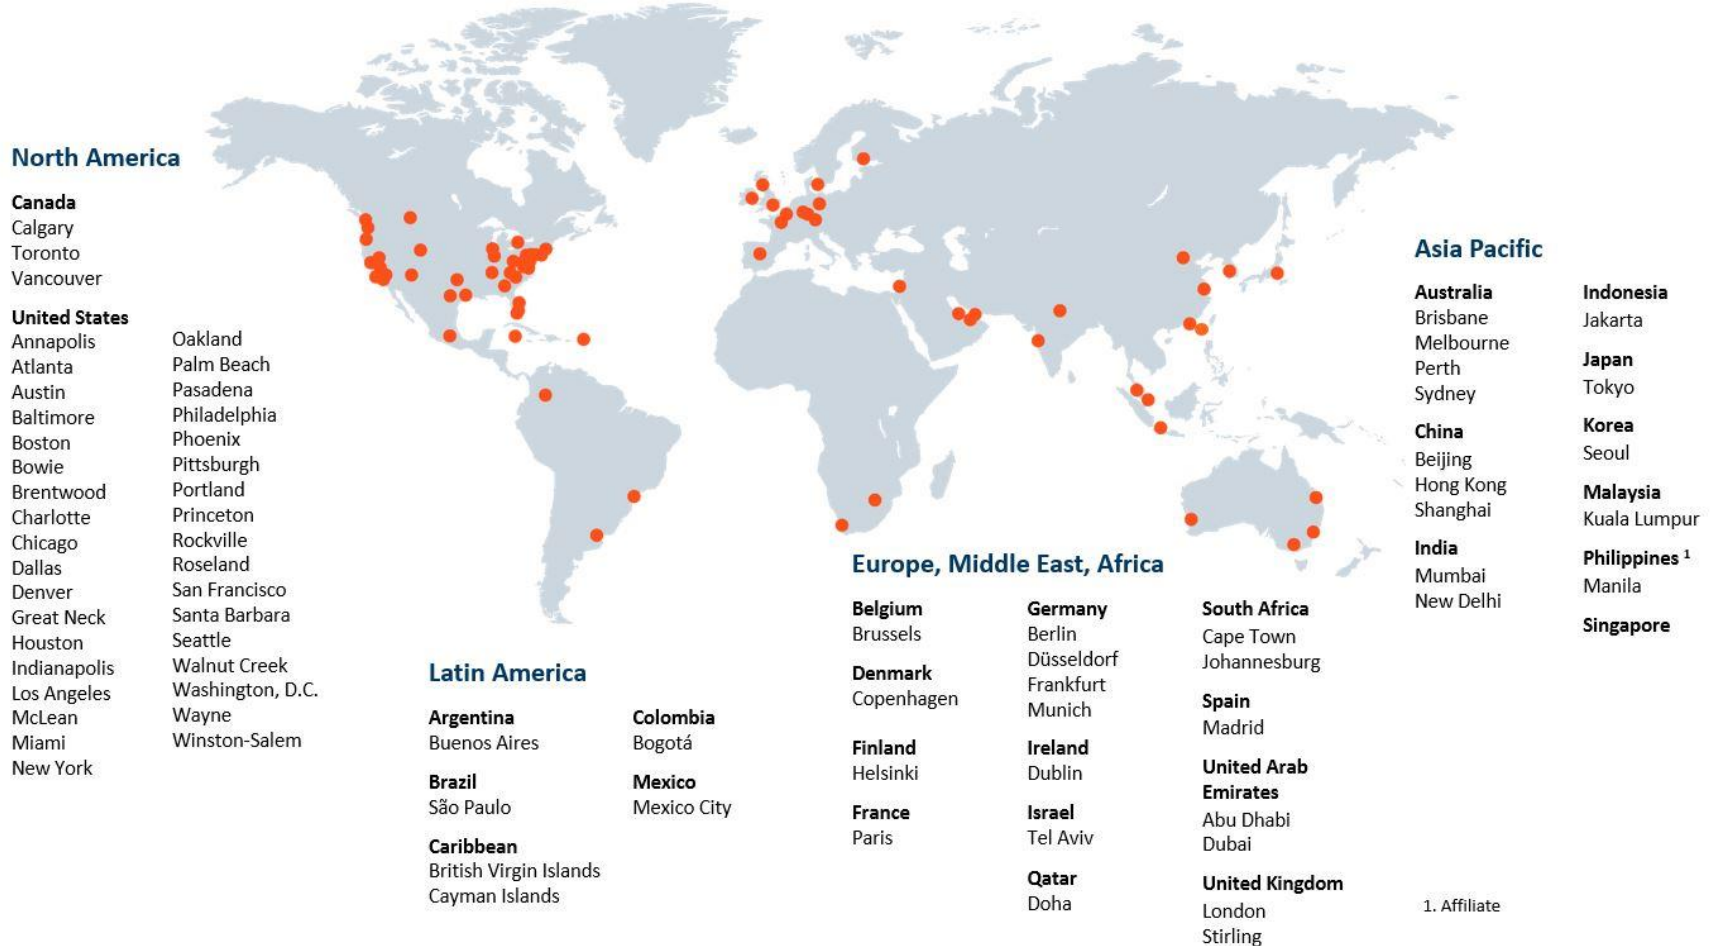 North America
Canada
Calgary
Toronto
Vancouver
United States
Annapolis
Atlanta
Austin
Baltimore
Boston
Bowie
Brentwood
Charlotte
Chicago
Dallas
Denver
Great Neck
Houston
Indianapolis
Los Angeles
McLean
Miami
New York
Oakland
Palm Beach
Pasadena
Philadelphia
Phoenix
Pittsburgh
Portland
Princeton
Rockville
Roseland
San Francisco
Santa Barbara
Seattle
Walnut Creek
Washington, D.C.
Wayne
Winston-Salem
Latin America
Argentina
Buenos Aires
Brazil
São Paulo
Caribbean
British Virgin Islands
Cayman Islands
Colombia
Bogotá
Mexico
Mexico City
Europe, Middle East, Africa
Belgium
Brussels
Denmark
Copenhagen
Finland
Helsinki
France
Paris
Germany
Berlin
Düsseldorf
Frankfurt
Munich
Ireland
Dublin
Israel
Tel Aviv
Qatar
Doha
South Africa
Cape Town
Johannesburg
Spain
Madrid
United Arab
Emirates
Abu Dhabi
Dubai
United Kingdom
London
Stirling
Asia Pacific
Australia
Brisbane
Melbourne
Perth
Sydney
China
Beijing
Hong Kong
Shanghai
India
Mumbai
New Delhi
Indonesia
Jakarta
Japan
Tokyo
Korea
Seoul
Malaysia
Kuala Lumpur
Philippines ¹
Manila
Singapore
1. Affiliate